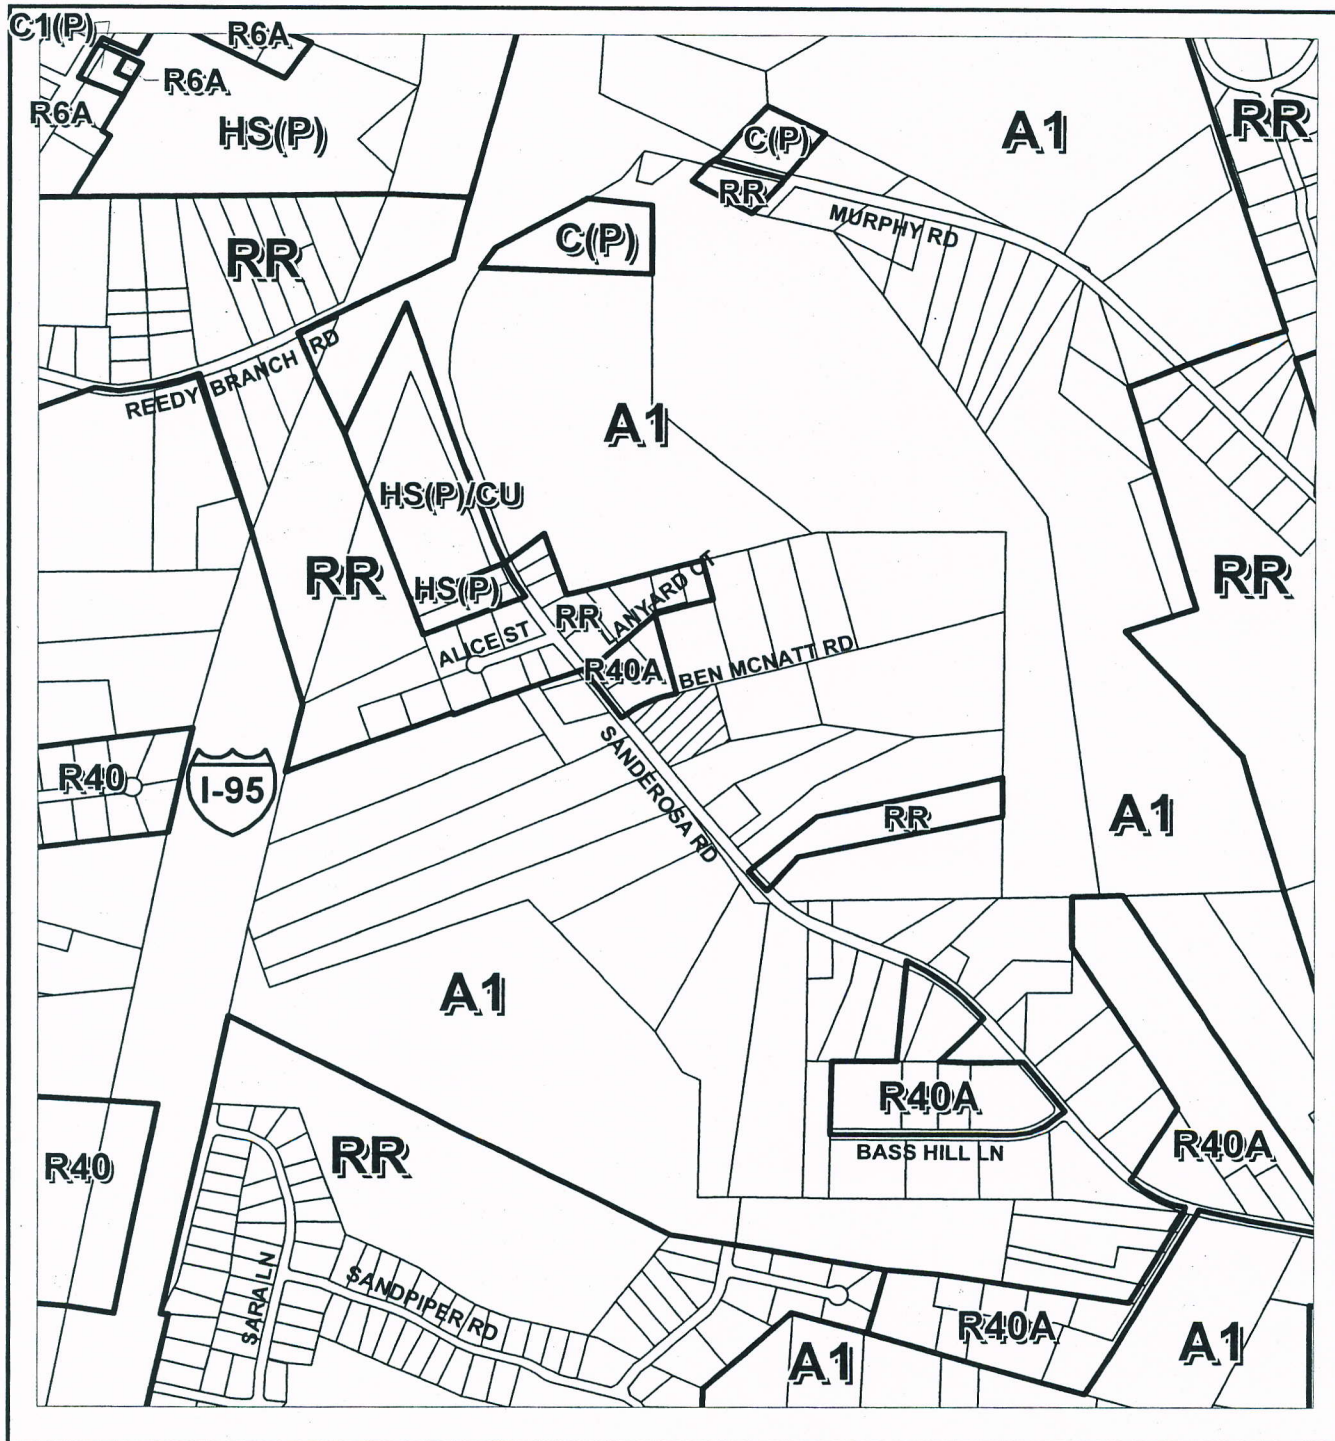 C1(P)
R6A
R6A
R6A
HS(P)
A1
RR
C(P)
RR
MURPHY RD
C(P)
RR
REEDY BRANCH RD
A1
HS(P)/CU
RR
HS(P)
RR
LANYARD CT
RR
ALICE ST
R40A
BEN MCNATT RD
SANDEROSA RD
R40
I-95
RR
A1
A1
R40A
BASS HILL LN
R40A
R40
RR
SARA LN
SANDPIPER RD
R40A
A1
A1